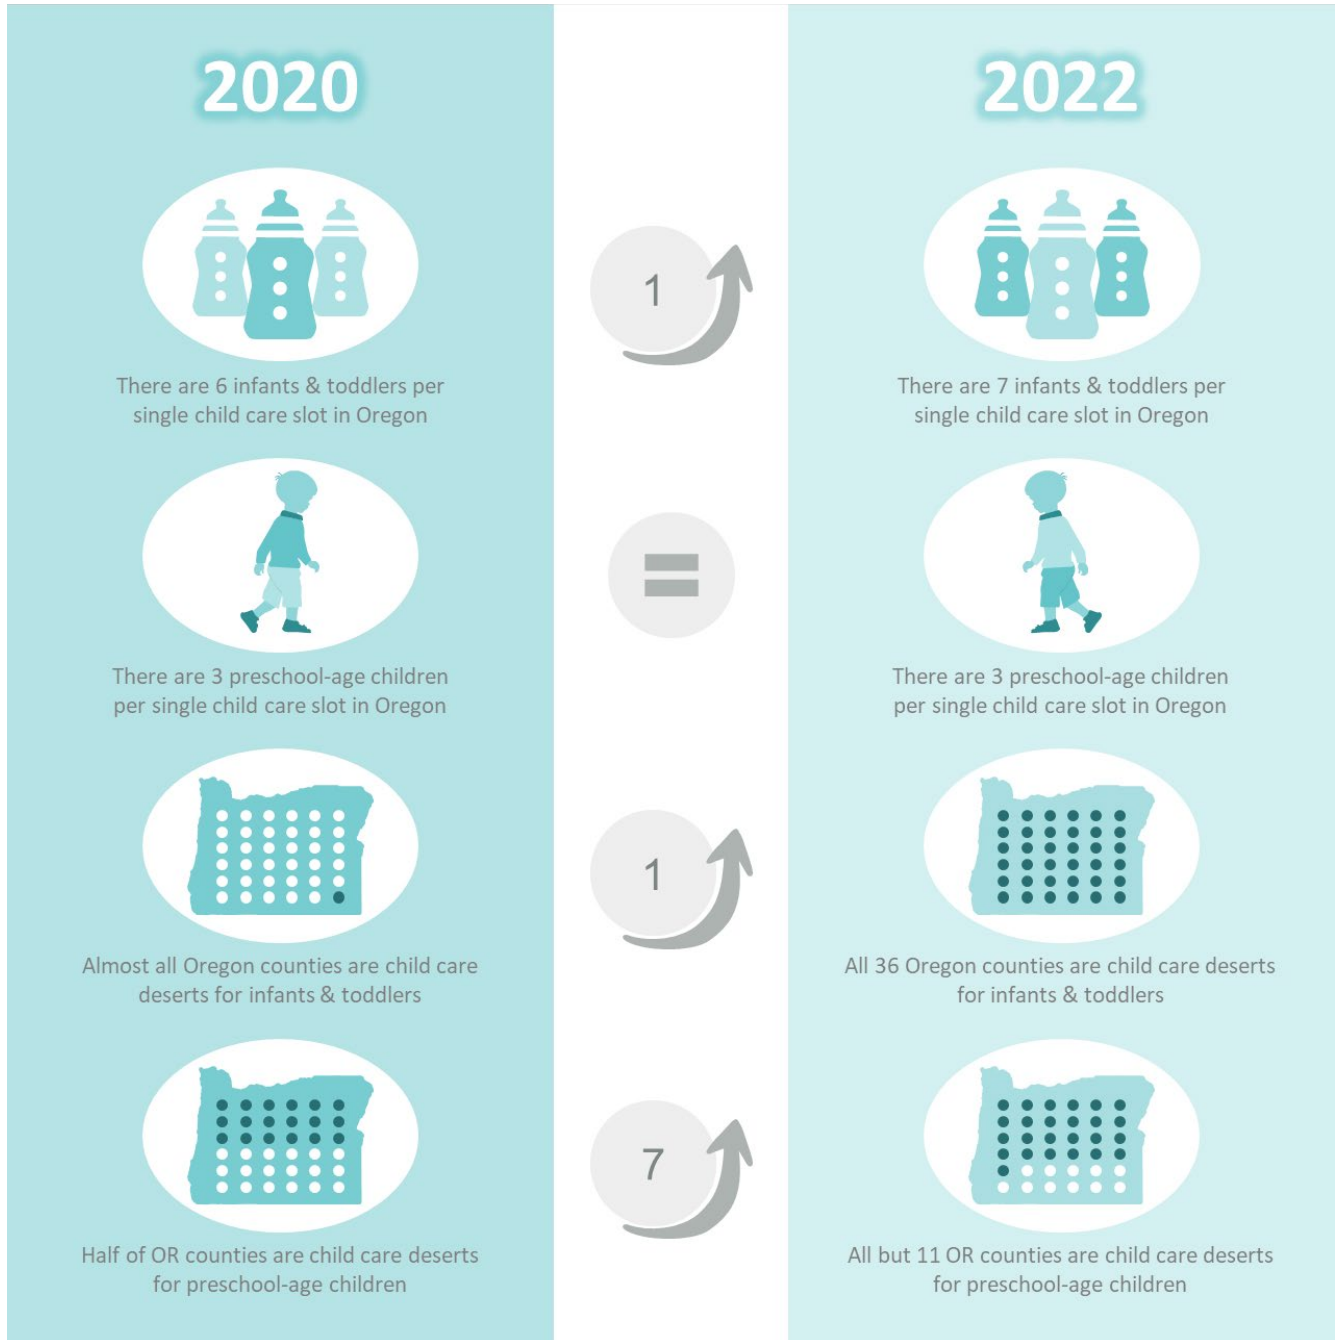 2020
2022
There are 6 infants & toddlers per
single child care slot in Oregon
1
There are 7 infants & toddlers per
single child care slot in Oregon
There are 3 preschool-age children
per single child care slot in Oregon
=
There are 3 preschool-age children
per single child care slot in Oregon
Almost all Oregon counties are child care
deserts for infants & toddlers
1
All 36 Oregon counties are child care deserts
for infants & toddlers
Half of OR counties are child care deserts
for preschool-age children
7
All but 11 OR counties are child care deserts
for preschool-age children